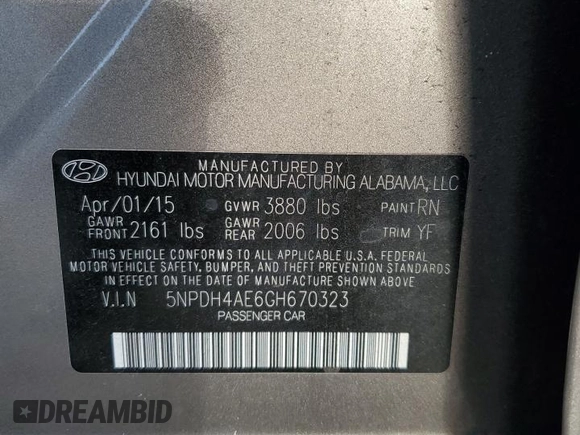 MANUFACTURED BY
HYUNDAI MOTOR MANUFACTURING ALABAMA, LLC
Apr/01/15 GVWR 3880 lbs PAINT RN
GAWR FRONT 2161 lbs GAWR REAR 2006 lbs TRIM YF
THIS VEHICLE CONFORMS TO ALL APPLICABLE U.S.A. FEDERAL
MOTOR VEHICLE SAFETY, BUMPER, AND THEFT PREVENTION STANDARDS
IN EFFECT ON THE DATE OF MANUFACTURE SHOWN ABOVE.
V.I.N 5NPDH4AE6GH670323
PASSENGER CAR
DREAMBID